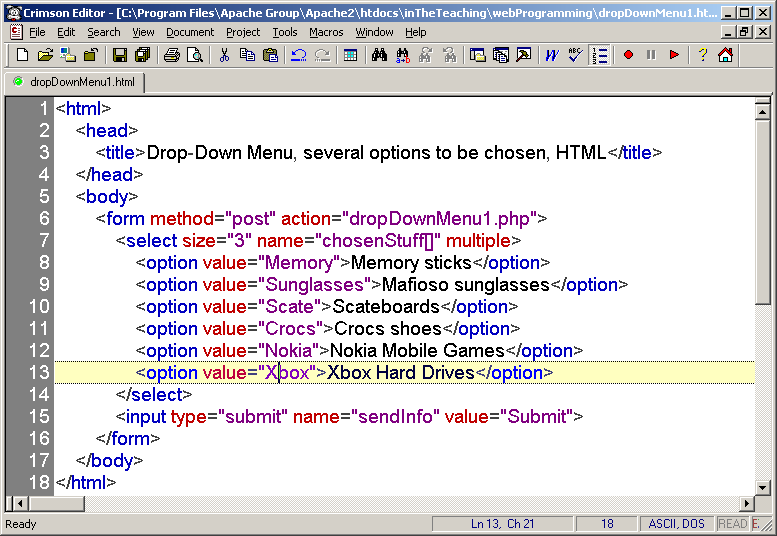 Crimson Editor - [C:\Program Files\Apache Group\Apache2\htdocs\inTheTeaching\webProgramming\dropDownMenu1.ht...
File Edit Search View Document Project Tools Macros Window Help
dropDownMenu1.html
1 <html>
2 <head>
3 <title>Drop-Down Menu, several options to be chosen, HTML</title>
4 </head>
5 <body>
6 <form method="post" action="dropDownMenu1.php">
7 <select size="3" name="chosenStuff[]" multiple>
8 <option value="Memory">Memory sticks</option>
9 <option value="Sunglasses">Mafioso sunglasses</option>
10 <option value="Scate">Scateboards</option>
11 <option value="Crocs">Crocs shoes</option>
12 <option value="Nokia">Nokia Mobile Games</option>
13 <option value="Xbox">Xbox Hard Drives</option>
14 </select>
15 <input type="submit" name="sendInfo" value="Submit">
16 </form>
17 </body>
18 </html>
Ready Ln 13, Ch 21 18 ASCII, DOS READ E.